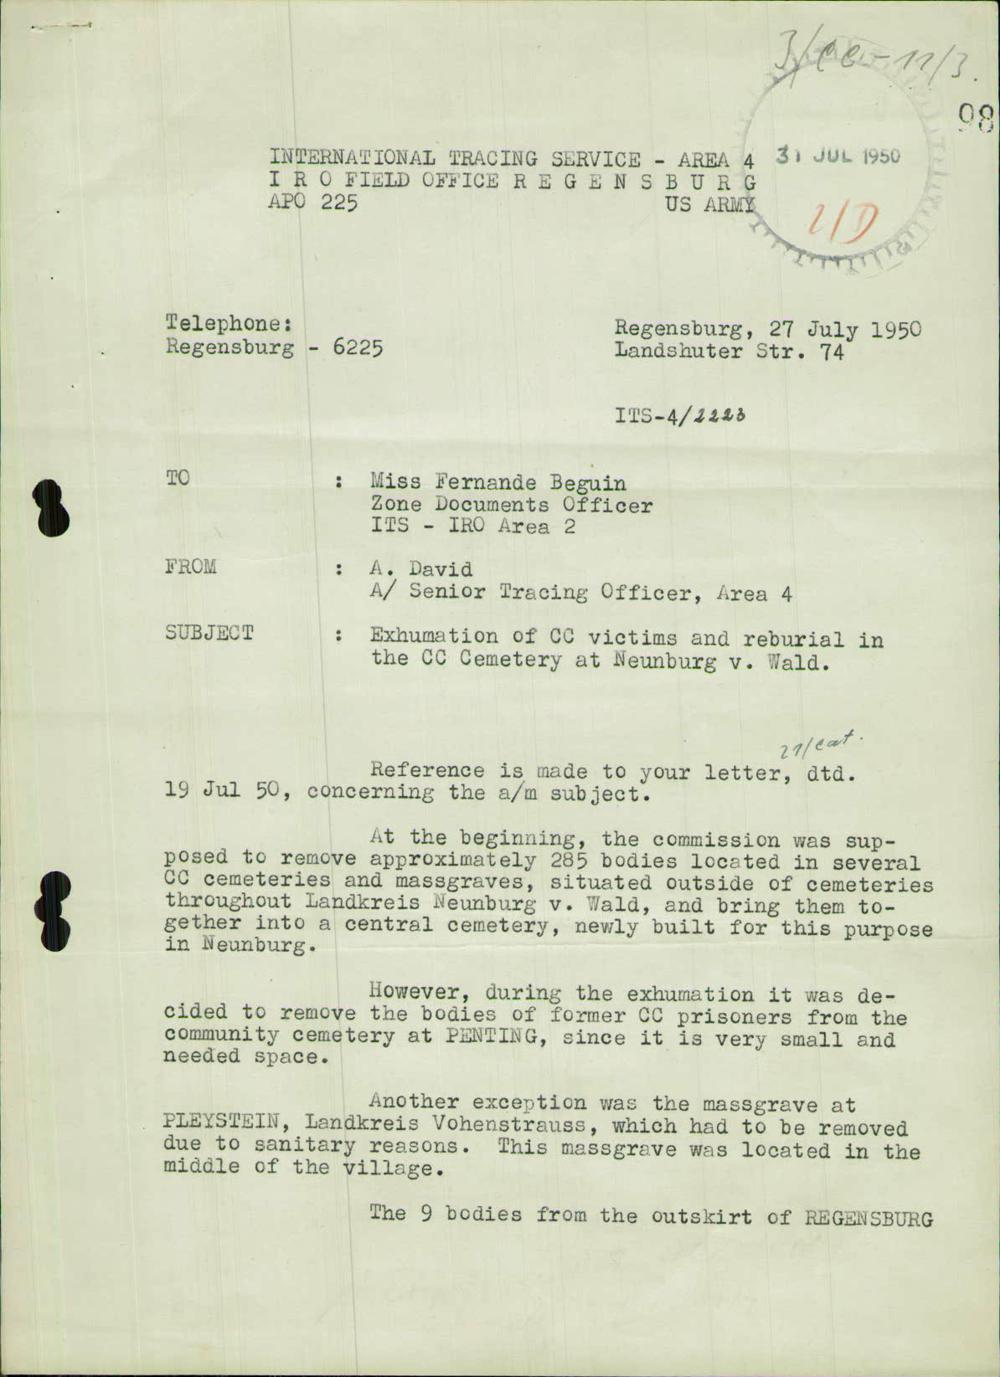 3/CC-11/3.
98
INTERNATIONAL TRACING SERVICE - AREA 4
31 JUL 1950
I R O FIELD OFFICE R E G E N S B U R G
APO 225 US ARMY
Telephone:
Regensburg - 6225
Regensburg, 27 July 1950
Landshuter Str. 74
ITS-4/2223
TO : Miss Fernande Beguin
Zone Documents Officer
ITS - IRO Area 2
FROM : A. David
A/ Senior Tracing Officer, Area 4
SUBJECT : Exhumation of CC victims and reburial in
the CC Cemetery at Neunburg v. Wald.
Reference is made to your letter, dtd.
19 Jul 50, concerning the a/m subject.
At the beginning, the commission was sup-
posed to remove approximately 285 bodies located in several
CC cemeteries and massgraves, situated outside of cemeteries
throughout Landkreis Neunburg v. Wald, and bring them to-
gether into a central cemetery, newly built for this purpose
in Neunburg.
However, during the exhumation it was de-
cided to remove the bodies of former CC prisoners from the
community cemetery at PENTING, since it is very small and
needed space.
Another exception was the massgrave at
PLEYSTEIN, Landkreis Vohenstrauss, which had to be removed
due to sanitary reasons. This massgrave was located in the
middle of the village.
The 9 bodies from the outskirt of REGENSBURG